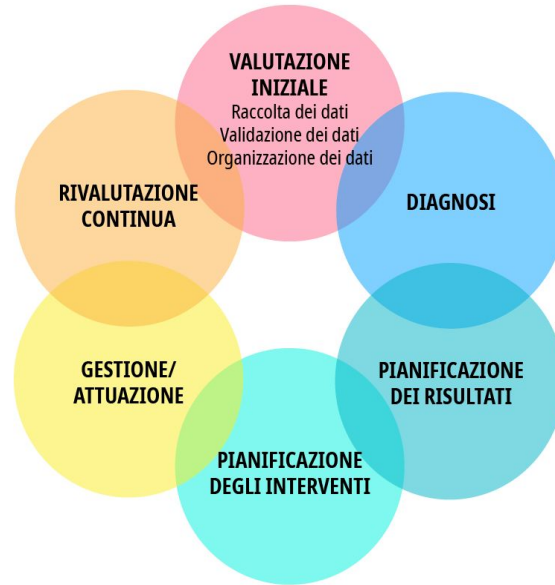 VALUTAZIONE
INIZIALE
Raccolta dei dati
Validazione dei dati
Organizzazione dei dati
DIAGNOSI
PIANIFICAZIONE
DEI RISULTATI
PIANIFICAZIONE
DEGLI INTERVENTI
GESTIONE/
ATTUAZIONE
RIVALUTAZIONE
CONTINUA